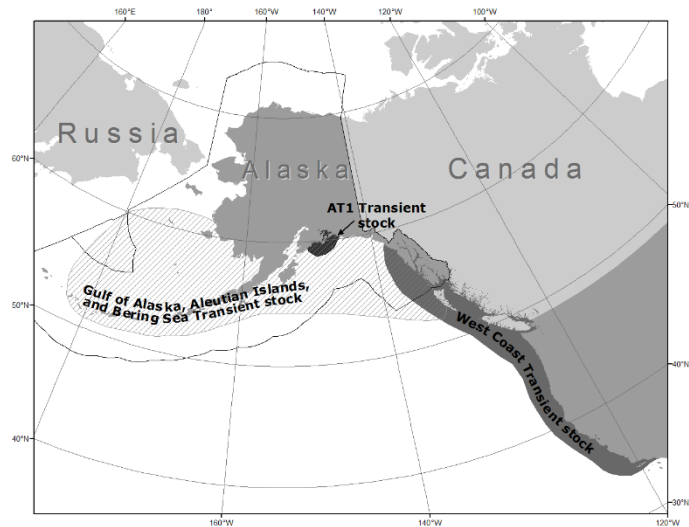 160°E
180°
160°W
140°W
120°W
100°W
Russia
Alaska
Canada
60°N
50°N
40°N
50°N
40°N
30°N
AT1 Transient
stock
Gulf of Alaska, Aleutian Islands,
and Bering Sea Transient stock
West Coast Transient stock
160°W
140°W
120°W